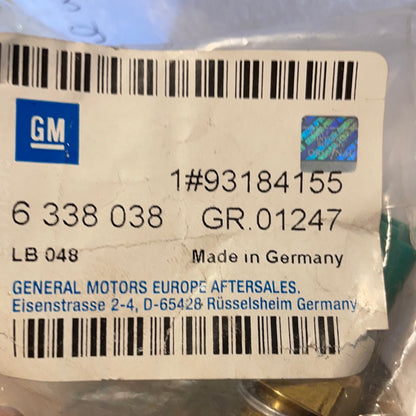 GM
1#93184155
6 338 038 GR.01247
LB 048 Made in Germany
GENERAL MOTORS EUROPE AFTERSALES.
Eisenstrasse 2-4, D-65428 Rüsselsheim Germany